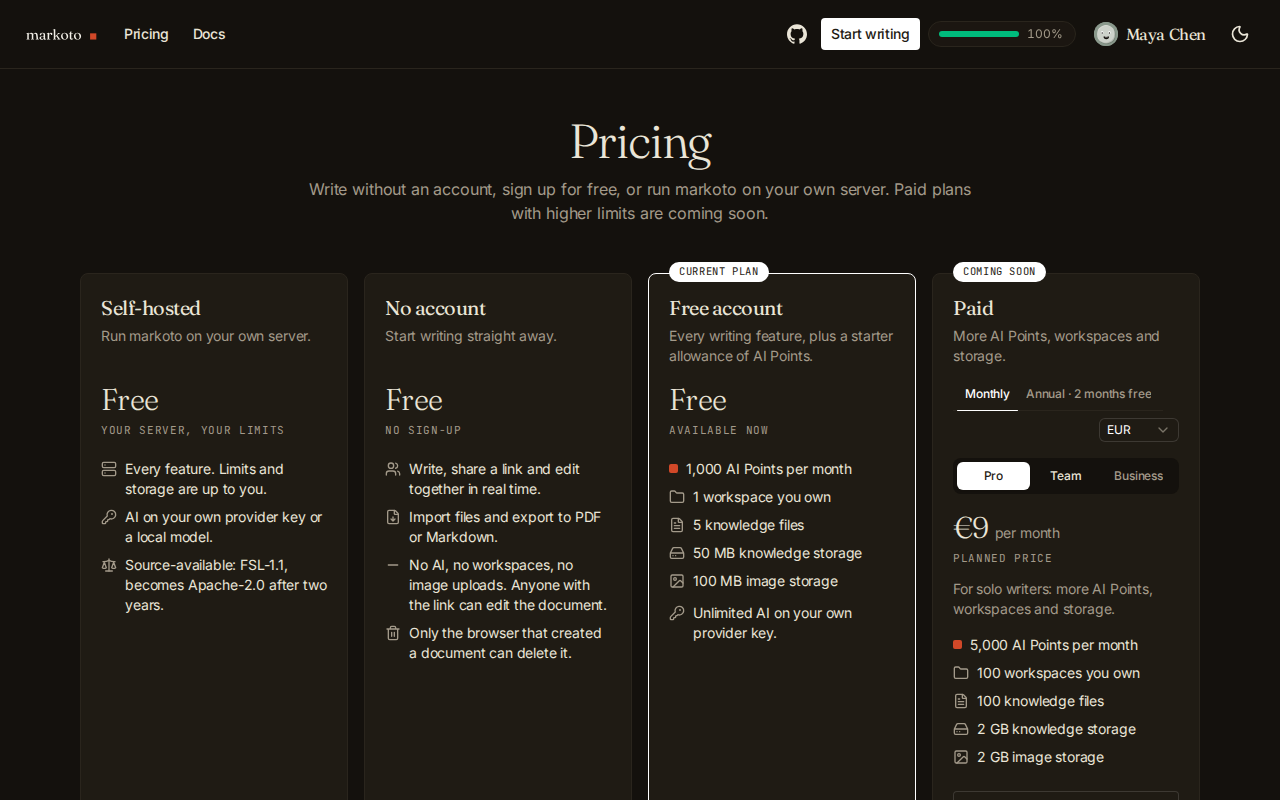 markoto
Pricing
Docs
Start writing
100%
Maya Chen
Pricing
Write without an account, sign up for free, or run markoto on your own server. Paid plans
with higher limits are coming soon.
Self-hosted
Run markoto on your own server.
Free
YOUR SERVER, YOUR LIMITS
Every feature. Limits and
storage are up to you.
AI on your own provider key or
a local model.
Source-available: FSL-1.1,
becomes Apache-2.0 after two
years.
No account
Start writing straight away.
Free
NO SIGN-UP
Write, share a link and edit
together in real time.
Import files and export to PDF
or Markdown.
No AI, no workspaces, no
image uploads. Anyone with
the link can edit the document.
Only the browser that created
a document can delete it.
CURRENT PLAN
Free account
Every writing feature, plus a starter
allowance of AI Points.
Free
AVAILABLE NOW
1,000 AI Points per month
1 workspace you own
5 knowledge files
50 MB knowledge storage
100 MB image storage
Unlimited AI on your own
provider key.
COMING SOON
Paid
More AI Points, workspaces and
storage.
Monthly
Annual · 2 months free
EUR
Pro
Team
Business
€9 per month
PLANNED PRICE
For solo writers: more AI Points,
workspaces and storage.
5,000 AI Points per month
100 workspaces you own
100 knowledge files
2 GB knowledge storage
2 GB image storage